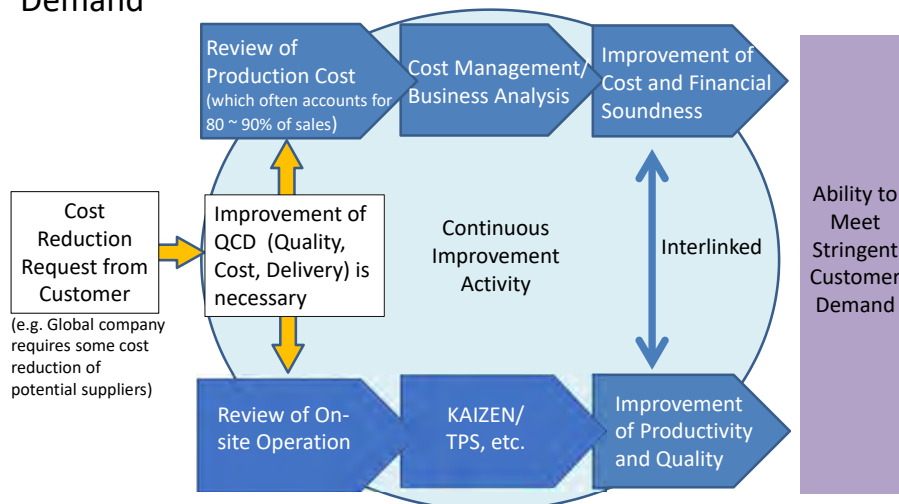 Demand
Review of
Production Cost
(which often accounts for
80 ~ 90% of sales)
Cost Management/
Business Analysis
Improvement of
Cost and Financial
Soundness
Cost
Reduction
Request from
Customer
(e.g. Global company
requires some cost
reduction of
potential suppliers)
Improvement of
QCD (Quality,
Cost, Delivery) is
necessary
Continuous
Improvement
Activity
Interlinked
Ability to
Meet
Stringent
Customer
Demand
Review of On-
site Operation
KAIZEN/
TPS, etc.
Improvement
of Productivity
and Quality